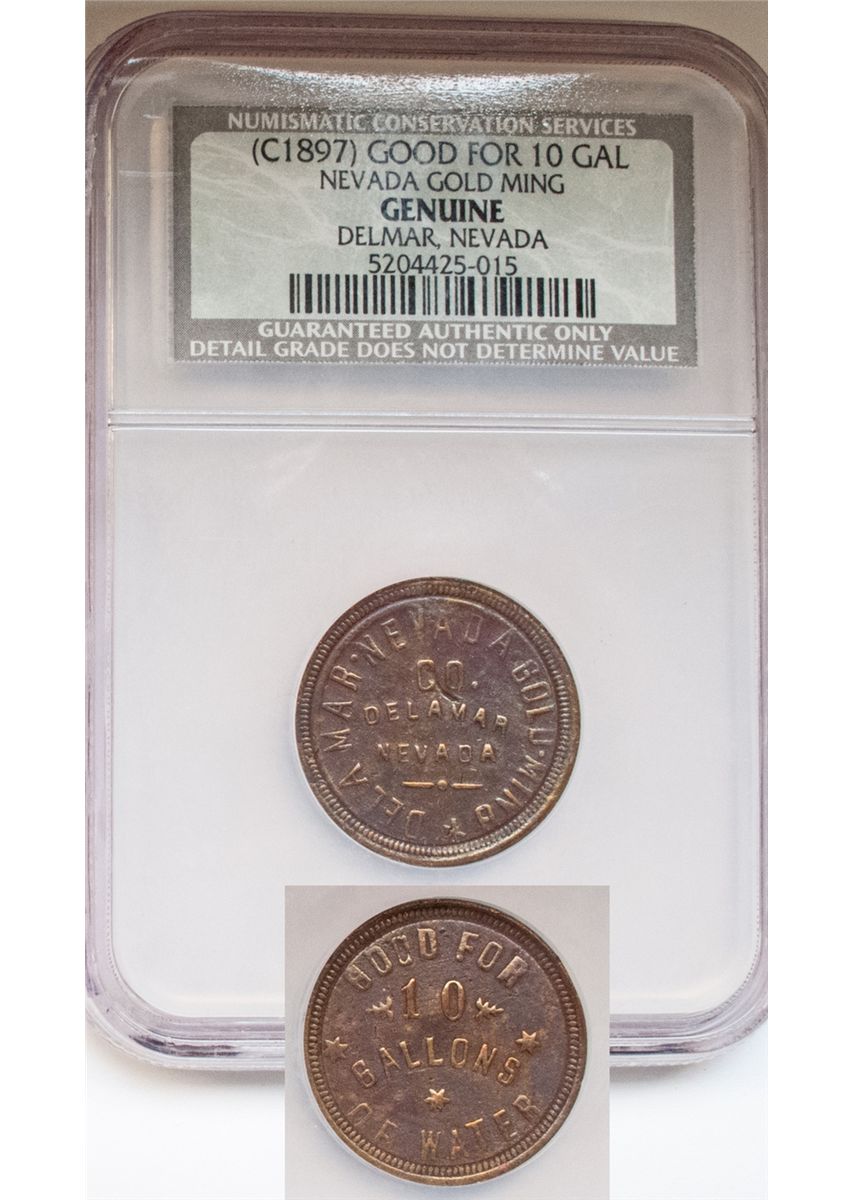 NUMISMATIC CONSERVATION SERVICES
(C1897) GOOD FOR 10 GAL
NEVADA GOLD MING
GENUINE
DELMAR, NEVADA
5204425-015
GUARANTEED AUTHENTIC ONLY
DETAIL GRADE DOES NOT DETERMINE VALUE
DELAMAR·NEVADA·GOLD·MING
CO.
DELAMAR
NEVADA
GOOD FOR
10
GALLONS
OF WATER